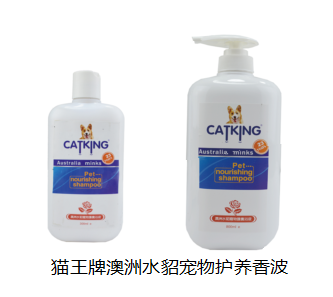 CATKING
Australia minks
Pet
nourishing
shampoo
CATKING
Australia minks
Pet
nourishing
shampoo
猫王牌澳洲水貂宠物护养香波